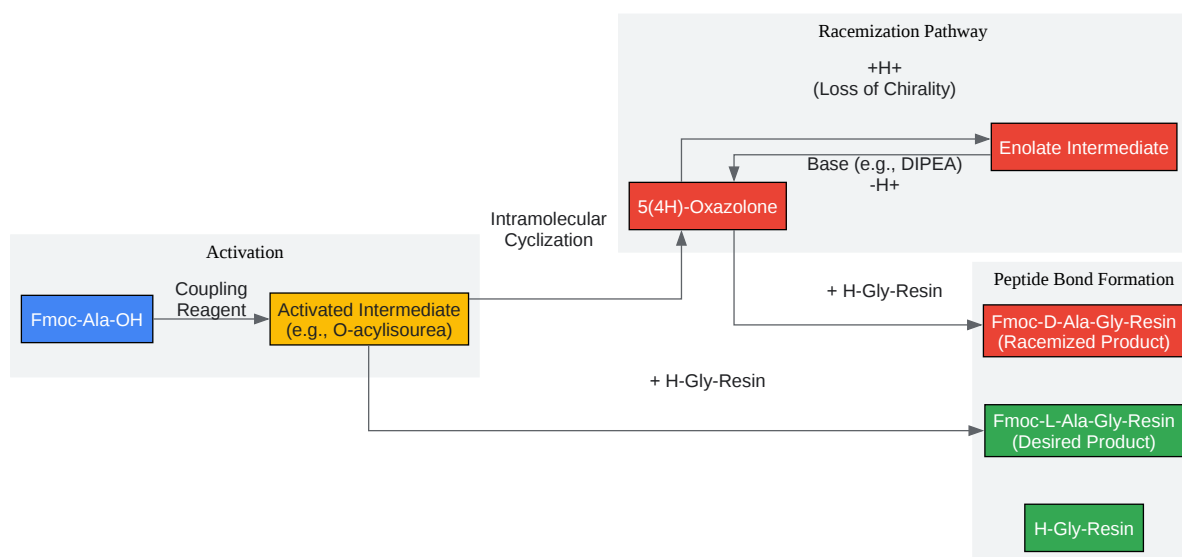 Racemization Pathway
+H+
(Loss of Chirality)
Enolate Intermediate
Base (e.g., DIPEA)
-H+
5(4H)-Oxazolone
Intramolecular
Cyclization
Activation
Coupling
Reagent
Fmoc-Ala-OH
Activated Intermediate
(e.g., O-acylisourea)
+ H-Gly-Resin
Peptide Bond Formation
Fmoc-D-Ala-Gly-Resin
(Racemized Product)
+ H-Gly-Resin
Fmoc-L-Ala-Gly-Resin
(Desired Product)
H-Gly-Resin